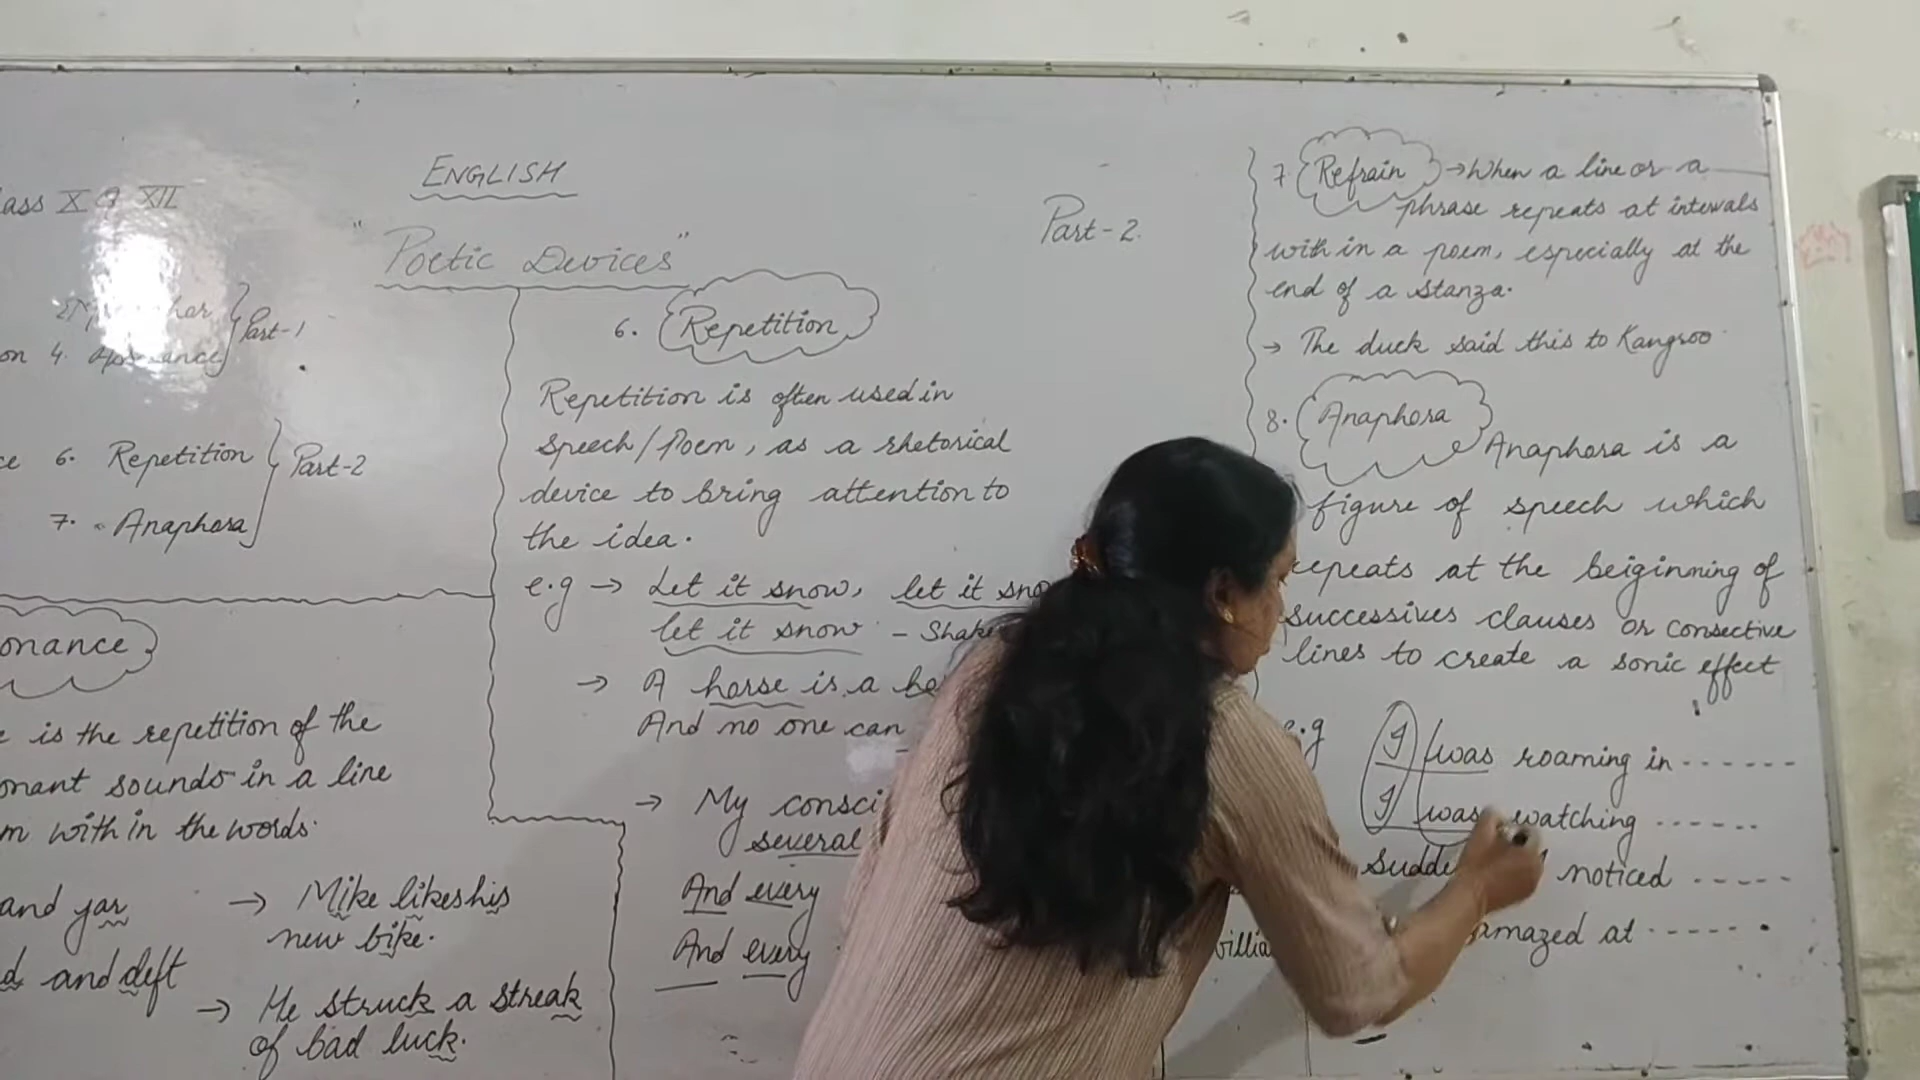 ass X & XII
ENGLISH
"Poetic Devices"
Part-2.
Part-1
on 4.
6. Repetition
7. Anaphora
Part-2
onance
is the repetition of the
onant sounds in a line
m with in the words.
and yar
d and deft
→ Mike likes his
new bike.
→ He struck a streak
of bad luck.
6. Repetition
Repetition is often used in
speech/Poem, as a rhetorical
device to bring attention to
the idea.
e.g → Let it snow, let it sno
let it snow - Shake
→ A horse is a ho
And no one can
→ My consci
several
And every
And every
villia
7. Refrain → When a line or a
phrase repeats at intervals
with in a poem, especially at the
end of a stanza.
→ The duck said this to Kangroo
8. Anaphora
Anaphora is a
figure of speech which
repeats at the beiginning of
successives clauses or consective
lines to create a sonic effect
e.g I was roaming in ------
I was watching ------
sudde noticed -----
amazed at -----